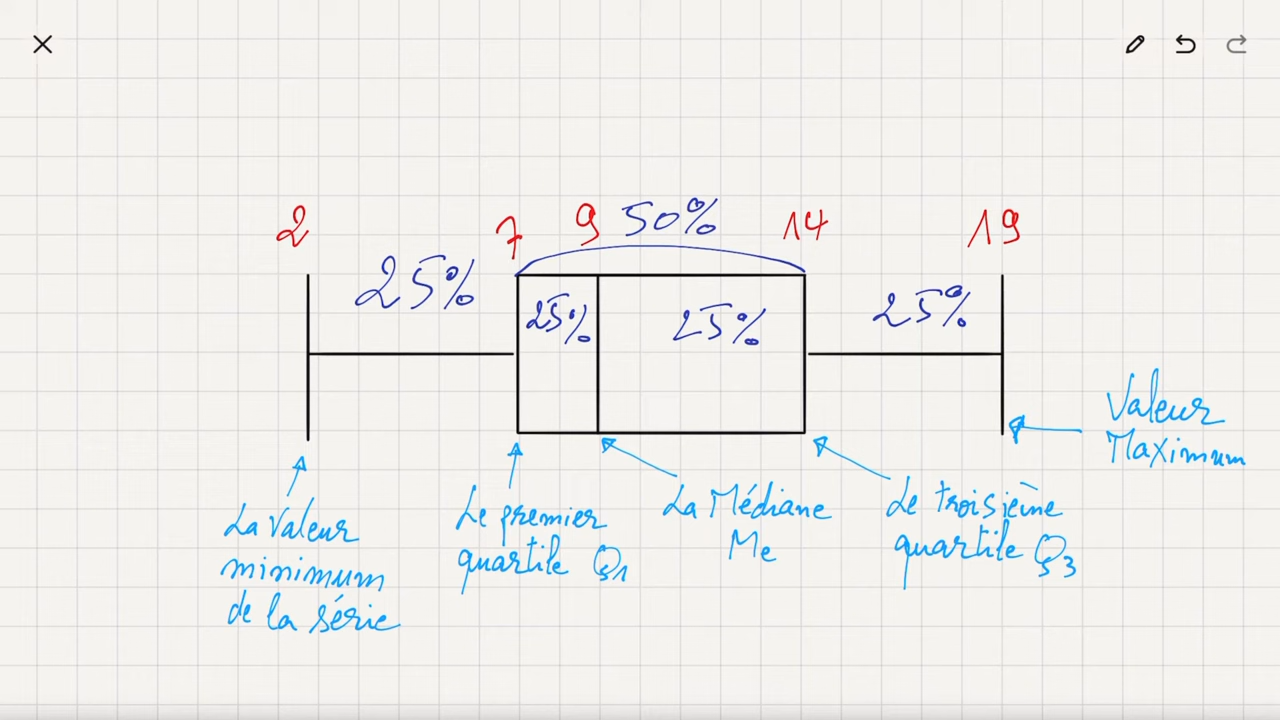 2
7
9
50%
14
19
25%
25%
25%
25%
La valeur
minimum
de la série
Le premier
quartile Q1
La Médiane
Me
Le troisième
quartile Q3
Valeur
Maximum